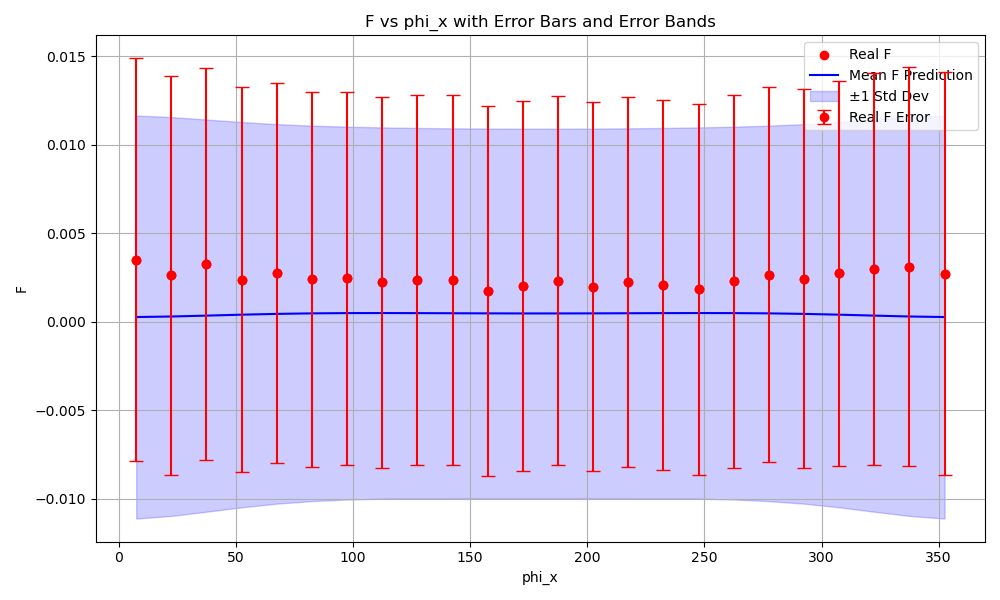 F vs phi_x with Error Bars and Error Bands
Real F
Mean F Prediction
±1 Std Dev
Real F Error
0.015
0.010
0.005
0.000
−0.005
−0.010
F
0 50 100 150 200 250 300 350
phi_x